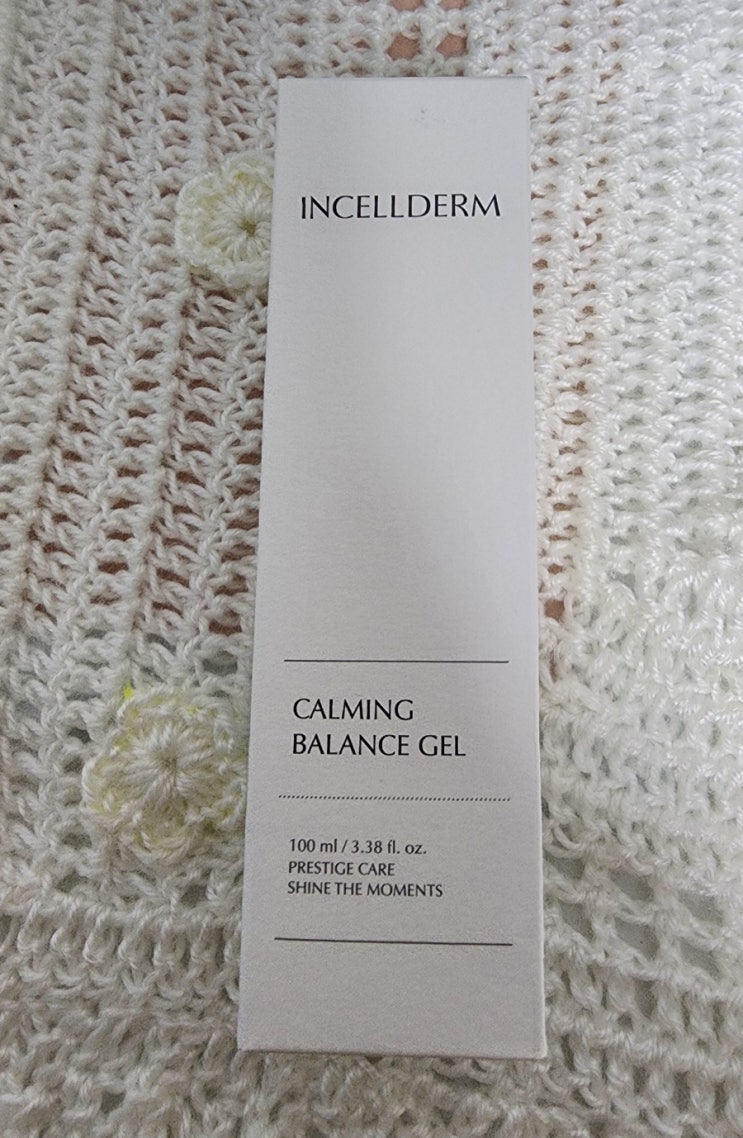 INCELLDERM
CALMING
BALANCE GEL
100 ml / 3.38 fl. oz.
PRESTIGE CARE
SHINE THE MOMENTS